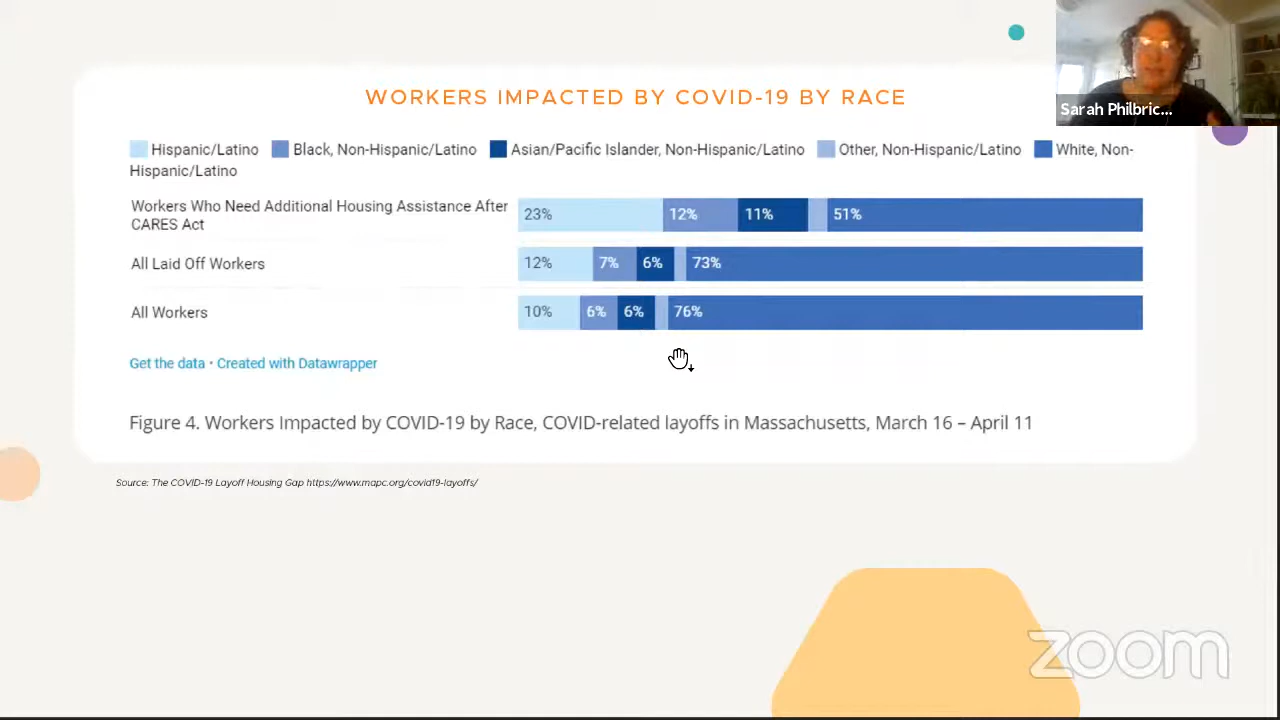 WORKERS IMPACTED BY COVID-19 BY RACE
Sarah Philbric...
Hispanic/Latino Black, Non-Hispanic/Latino Asian/Pacific Islander, Non-Hispanic/Latino Other, Non-Hispanic/Latino White, Non-
Hispanic/Latino
Workers Who Need Additional Housing Assistance After
CARES Act
23% 12% 11% 51%
All Laid Off Workers 12% 7% 6% 73%
All Workers 10% 6% 6% 76%
Get the data • Created with Datawrapper
Figure 4. Workers Impacted by COVID-19 by Race, COVID-related layoffs in Massachusetts, March 16 – April 11
Source: The COVID-19 Layoff Housing Gap https://www.mapc.org/covid19-layoffs/
zoom